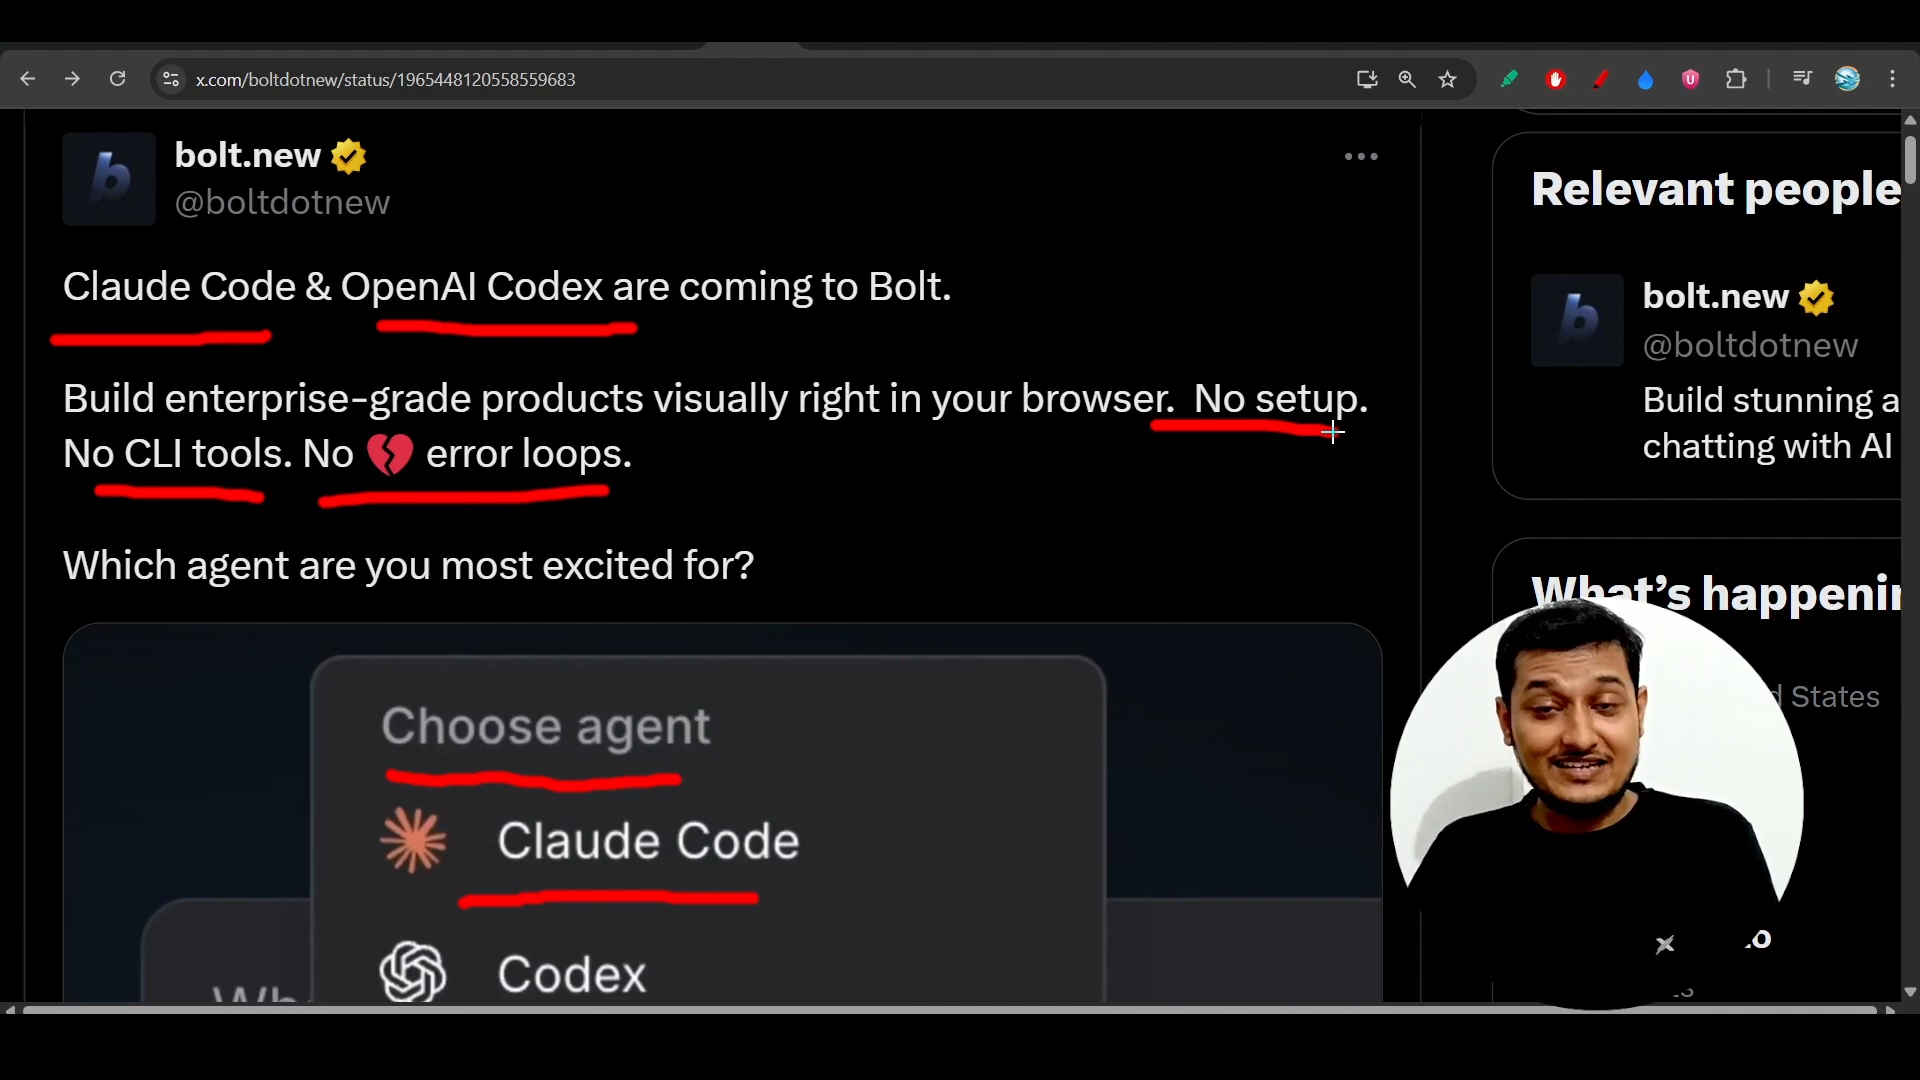 x.com/boltdotnew/status/1965448120558559683
bolt.new
@boltdotnew
Claude Code & OpenAI Codex are coming to Bolt.
Build enterprise-grade products visually right in your browser.  No setup.
No CLI tools. No 💔 error loops.
Which agent are you most excited for?
Choose agent
Claude Code
Codex
Relevant people
bolt.new
@boltdotnew
Build stunning a
chatting with AI
What's happenin
d States